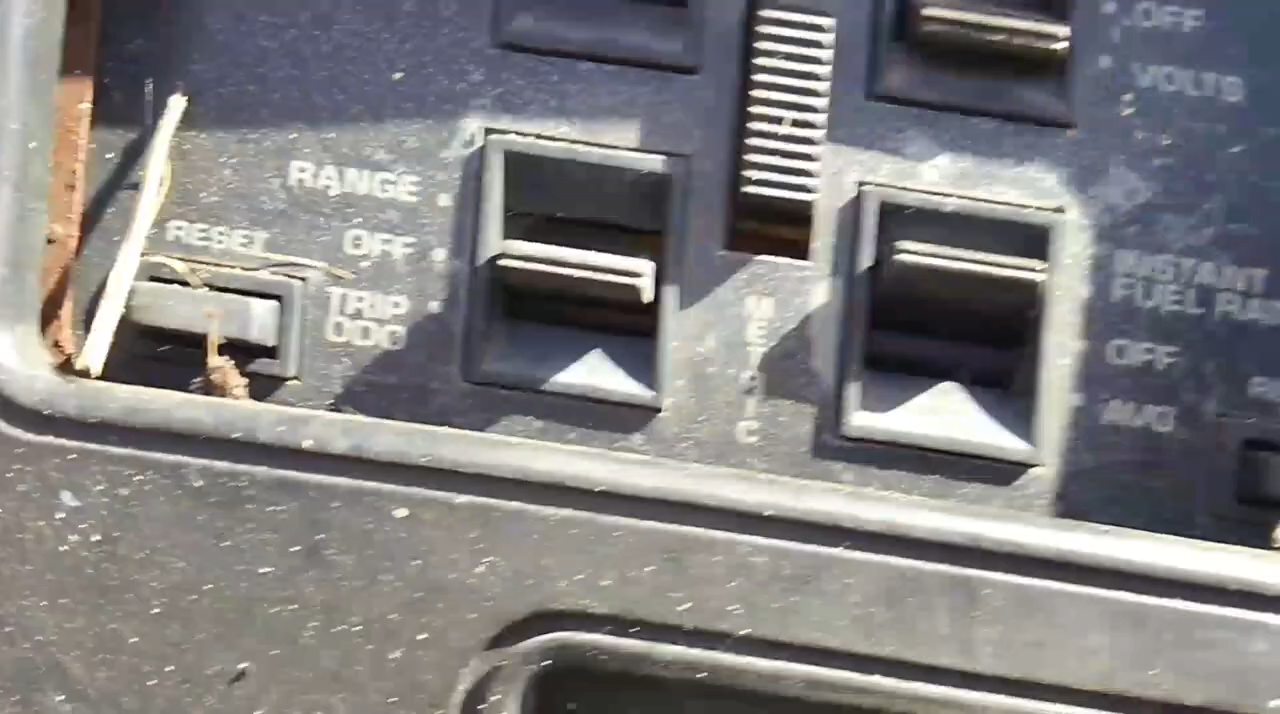 OFF
VOLTS
RANGE
RESET
OFF
TRIP
ODO
METRIC
INSTANT
FUEL
OFF
AVG